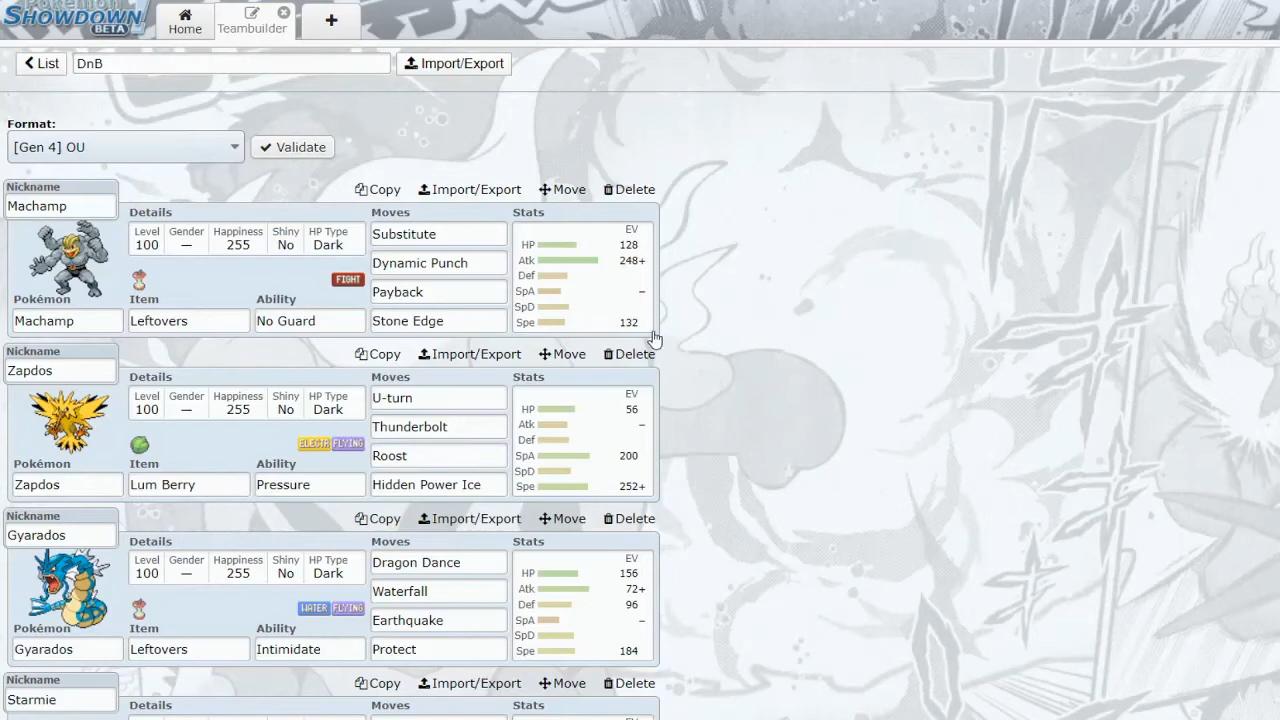 Pokémon
SHOWDOWN
BETA
Home
Teambuilder
+
List
DnB
Import/Export
Format:
[Gen 4] OU
Validate
Nickname
Machamp
Copy Import/Export Move Delete
Details
Level Gender Happiness Shiny HP Type
100 — 255 No Dark
FIGHT
Pokémon Item Ability
Machamp Leftovers No Guard
Moves
Substitute
Dynamic Punch
Payback
Stone Edge
Stats
EV
HP 128
Atk 248+
Def
SpA –
SpD
Spe 132
Nickname
Zapdos
Copy Import/Export Move Delete
Details
Level Gender Happiness Shiny HP Type
100 — 255 No Dark
ELECTR FLYING
Pokémon Item Ability
Zapdos Lum Berry Pressure
Moves
U-turn
Thunderbolt
Roost
Hidden Power Ice
Stats
EV
HP 56
Atk –
Def
SpA 200
SpD
Spe 252+
Nickname
Gyarados
Copy Import/Export Move Delete
Details
Level Gender Happiness Shiny HP Type
100 — 255 No Dark
WATER FLYING
Pokémon Item Ability
Gyarados Leftovers Intimidate
Moves
Dragon Dance
Waterfall
Earthquake
Protect
Stats
EV
HP 156
Atk 72+
Def 96
SpA –
SpD
Spe 184
Nickname
Starmie
Copy Import/Export Move Delete
Details
Moves
Stats
EV